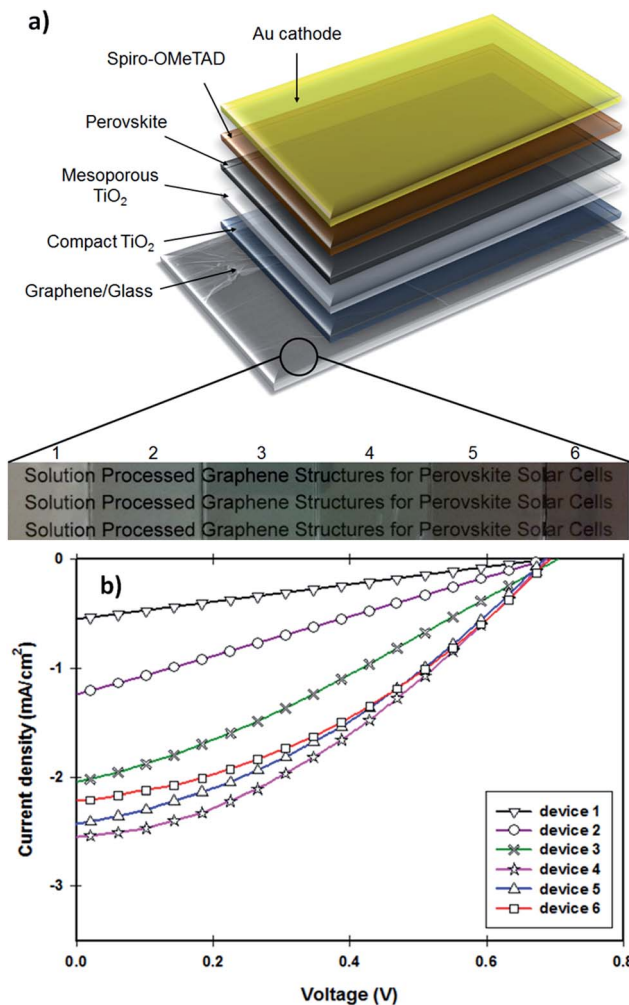 a)
Au cathode
Spiro-OMeTAD
Perovskite
Mesoporous
TiO₂
Compact TiO₂
Graphene/Glass
1 2 3 4 5 6
Solution Processed Graphene Structures for Perovskite Solar Cells
Solution Processed Graphene Structures for Perovskite Solar Cells
Solution Processed Graphene Structures for Perovskite Solar Cells
b)
Current density (mA/cm²)
0
-1
-2
-3
device 1
device 2
device 3
device 4
device 5
device 6
0.0 0.2 0.4 0.6 0.8
Voltage (V)